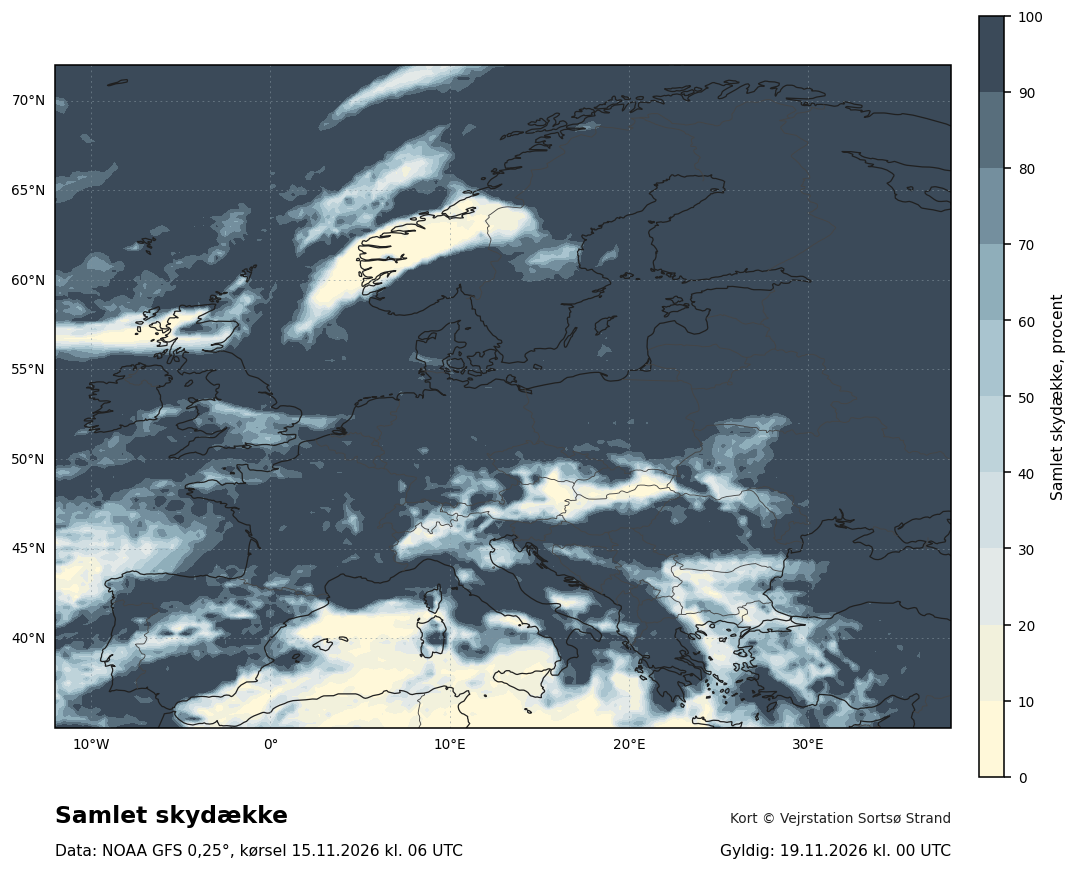 70°N
65°N
60°N
55°N
50°N
45°N
40°N
10°W 0° 10°E 20°E 30°E
100
90
80
70
60
50
40
30
20
10
0
Samlet skydække, procent
Samlet skydække
Kort © Vejrstation Sortsø Strand
Data: NOAA GFS 0,25°, kørsel 15.11.2026 kl. 06 UTC
Gyldig: 19.11.2026 kl. 00 UTC